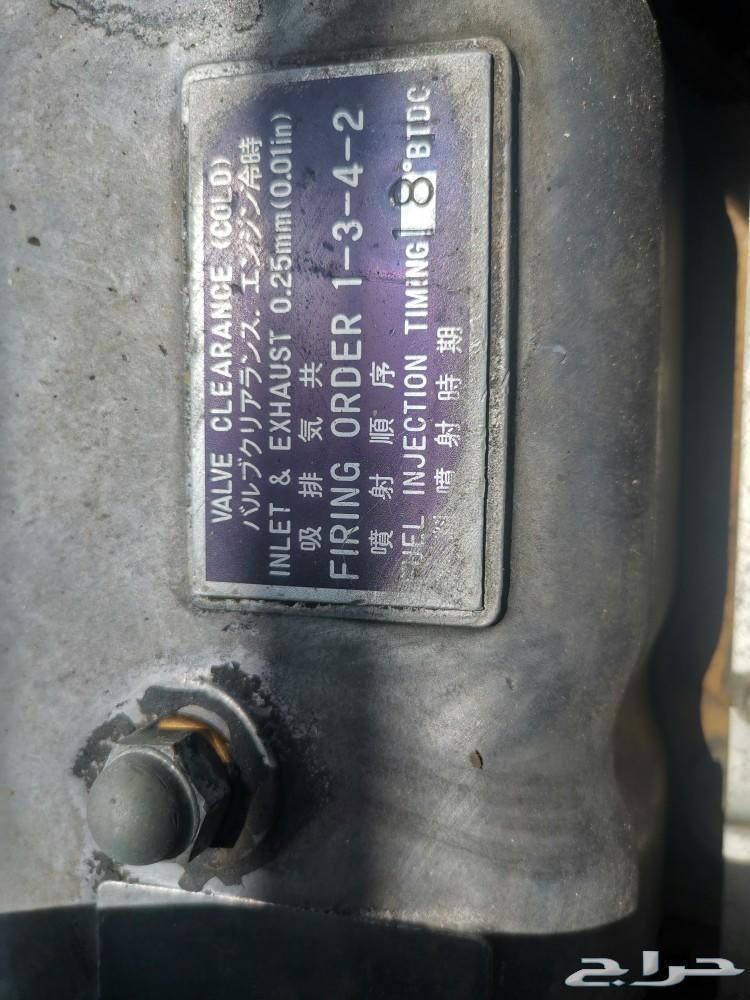 VALVE CLEARANCE (COLD)
バルブクリアランス. エンジン冷時
INLET & EXHAUST 0.25mm(0.01in)
吸排気共
FIRING ORDER 1-3-4-2
噴射順序
UEL INJECTION TIMING 18°BTDC
噴射時期
حراج